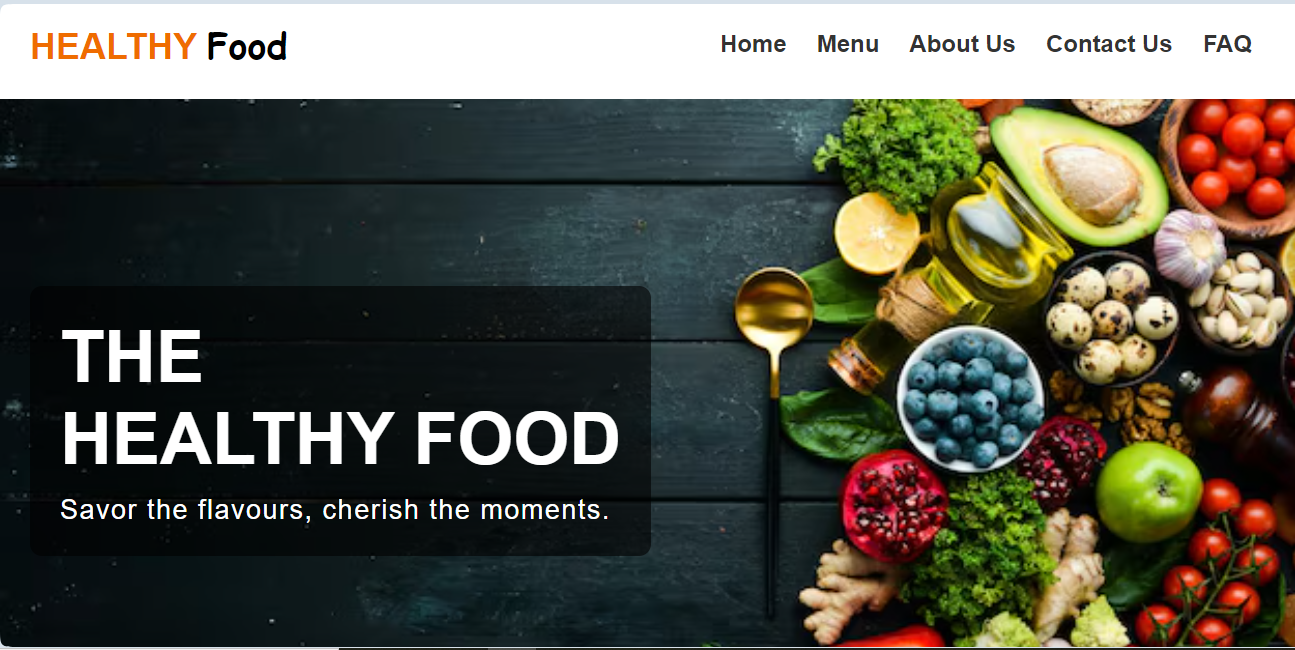 HEALTHY Food
Home Menu About Us Contact Us FAQ
THE
HEALTHY FOOD
Savor the flavours, cherish the moments.